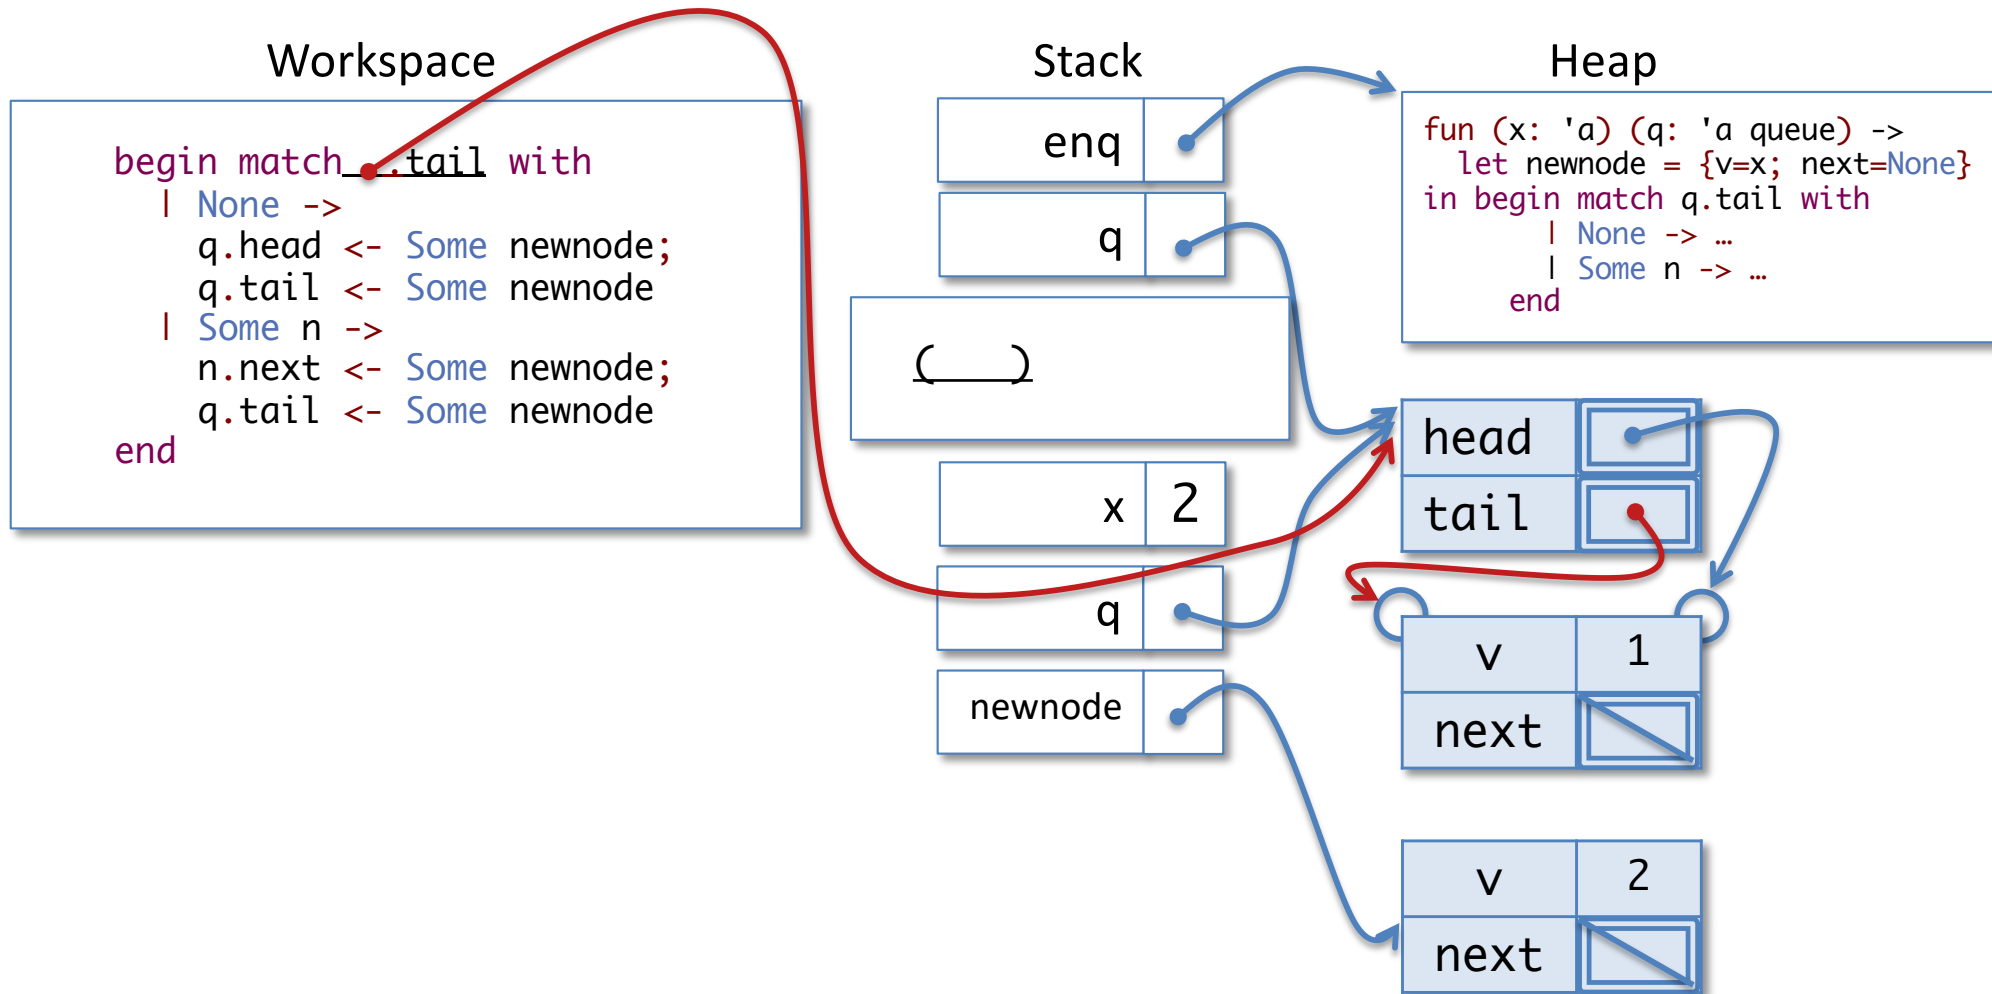 Workspace
begin match .tail with
| None ->
q.head <- Some newnode;
q.tail <- Some newnode
| Some n ->
n.next <- Some newnode;
q.tail <- Some newnode
end
Stack
enq
q
(   )
x 2
q
newnode
Heap
fun (x: 'a) (q: 'a queue) ->
let newnode = {v=x; next=None}
in begin match q.tail with
| None -> …
| Some n -> …
end
head
tail
v 1
next
v 2
next